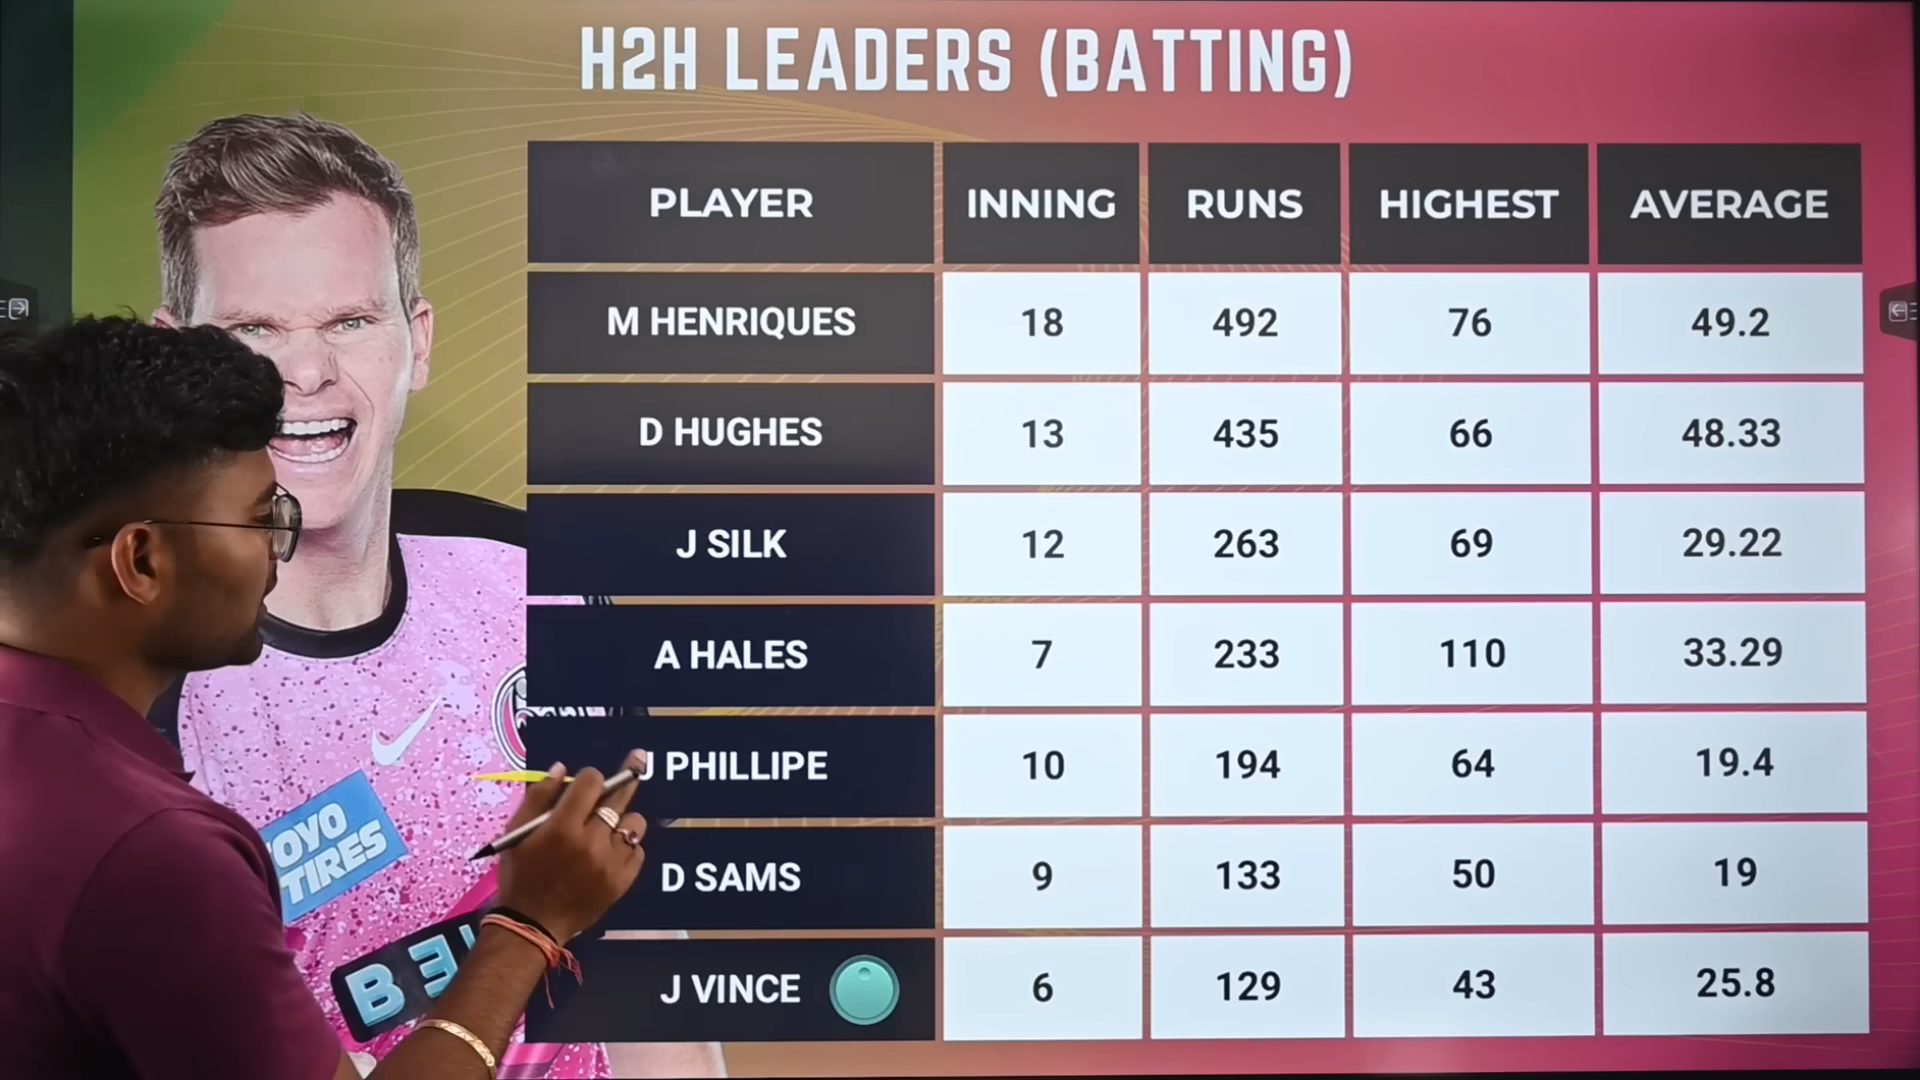 H2H LEADERS (BATTING)
PLAYER INNING RUNS HIGHEST AVERAGE
M HENRIQUES 18 492 76 49.2
D HUGHES 13 435 66 48.33
J SILK 12 263 69 29.22
A HALES 7 233 110 33.29
J PHILLIPE 10 194 64 19.4
D SAMS 9 133 50 19
J VINCE 6 129 43 25.8
OYO
TIRES